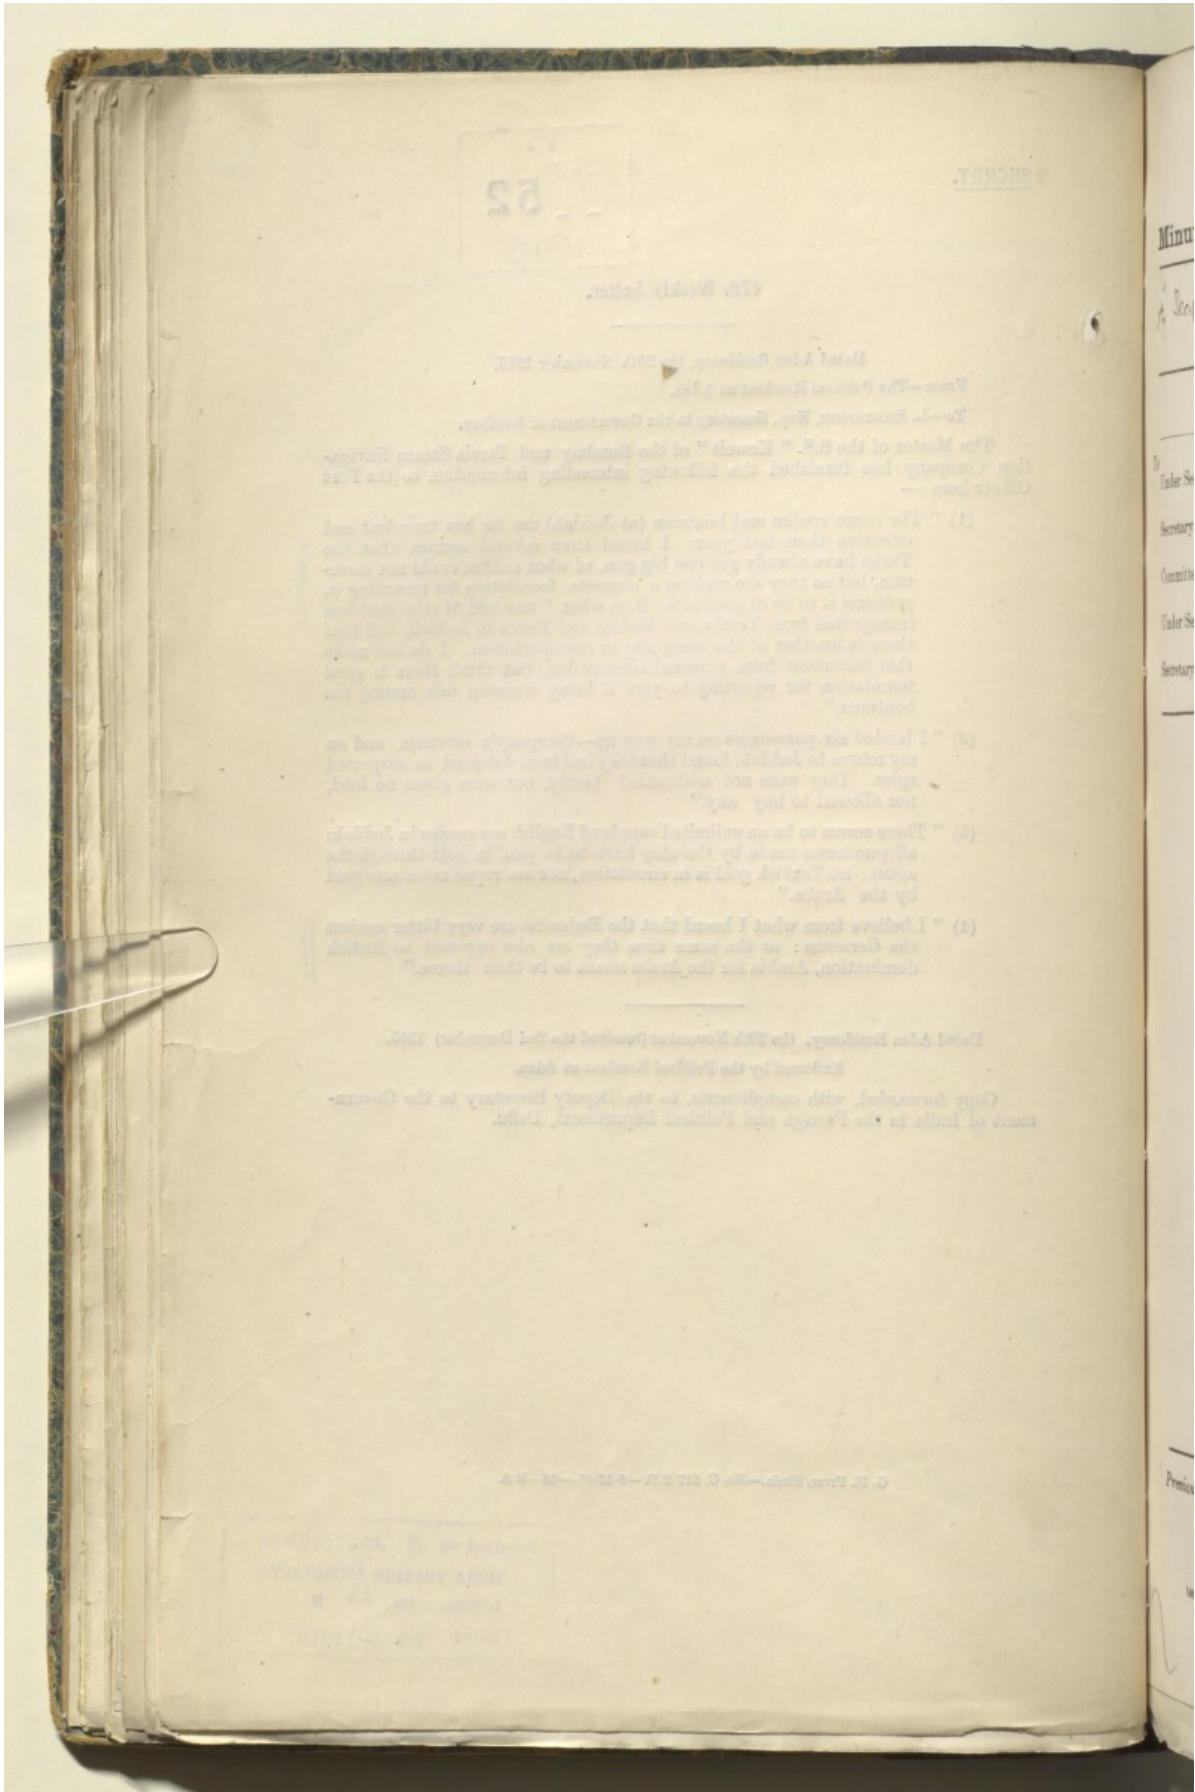 SECRET.
52
47th Weekly Letter.
Dated Aden Residency, the 29th November 1915.
From—The Political Resident at Aden,
To—L. ROBERTSON, Esq., Secretary to the Government of Bombay.
The Master of the S.S. "Koweit" of the Bombay and Persia Steam Naviga-
tion Company has furnished the following interesting information to the Port
Officer here:—
(1) "The cargo coolies and boatmen (at Jeddah) are far less truculent and
offensive than last year. I heard from several sources that the
Turks have already got one big gun, of what calibre could not ascer-
tain, but as they are making a concrete foundation for mounting it,
presume it to be of good size; from what I was told it (the gun) was
transported from Turkey, via Medina and Mecca to Jeddah, and that
there is another of the same size in transportation. I do not make
this statement from personal observation, but think there is good
foundation for reporting to you, it being common talk among the
boatmen."
(2) "I landed six passengers on my way up—Company's servants, and on
my return to Jeddah, found that they had been detained as suspected
spies. They were not maltreated bodily, but were given no food,
nor allowed to buy any."
(3) "There seems to be an unlimited supply of English sovereigns in Jeddah:
all purchases made by the ship have to be paid in gold through the
agent: no Turkish gold is in circulation, nor are rupee notes accepted
by the Arabs."
(4) "I believe from what I heard that the Bedouins are very bitter against
the Germans: at the same time they are also opposed to British
domination, Arabia for the Arabs seems to be their theme."
Dated Aden Residency, the 29th November (received the 3rd December) 1915.
Endorsed by the Political Resident at Aden.
Copy forwarded, with compliments, to the Deputy Secretary to the Govern-
ment of India in the Foreign and Political Department, Delhi.
INDIA FOREIGN SECRETARY'S
Minu
To
Under Se
Secretary
Committe
Under Se
Secretary
Previou